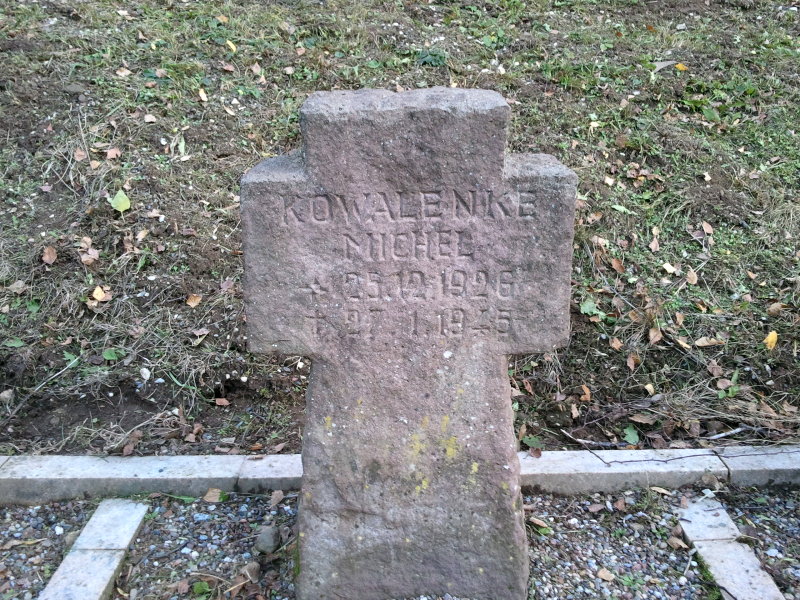 KOWALENKE
MICHEL
* 25.12.1926
+ 27.1.1945